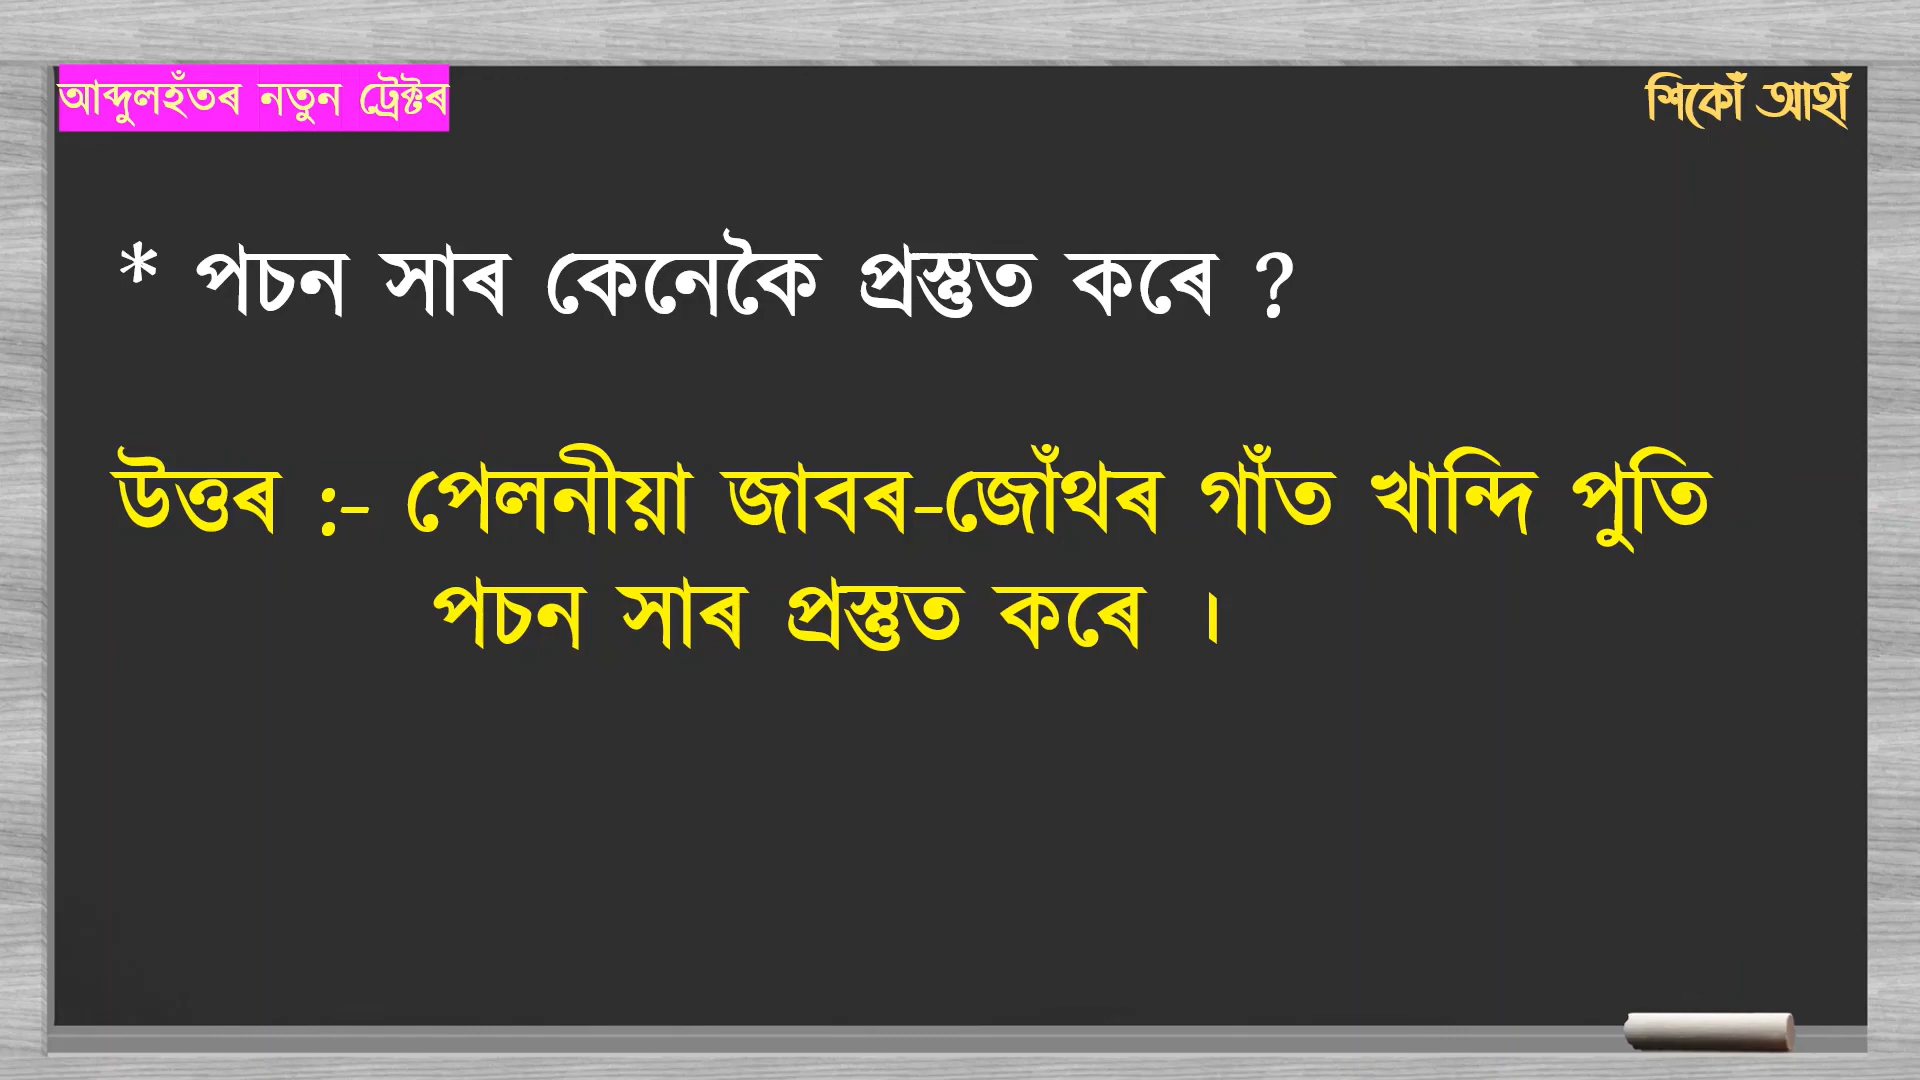 আব্দুলহঁতৰ নতুন ট্ৰেক্টৰ
শিকোঁ আহাঁ
* পচন সাৰ কেনেকৈ প্ৰস্তুত কৰে ?
উত্তৰ :- পেলনীয়া জাবৰ-জোঁথৰ গাঁত খান্দি পুতি
পচন সাৰ প্ৰস্তুত কৰে ।